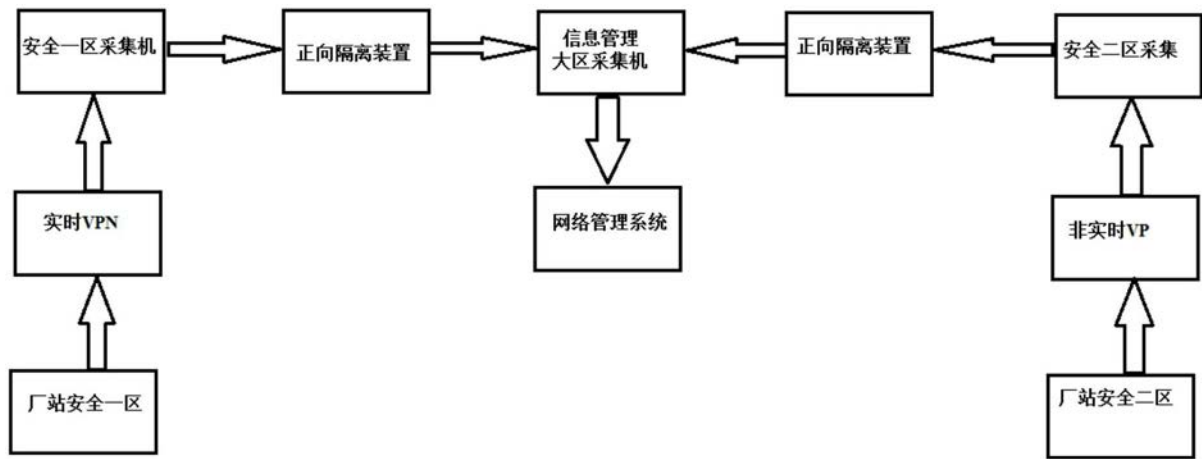 安全一区采集机
正向隔离装置
信息管理
大区采集机
正向隔离装置
安全二区采集
实时VPN
网络管理系统
非实时VP
厂站安全一区
厂站安全二区